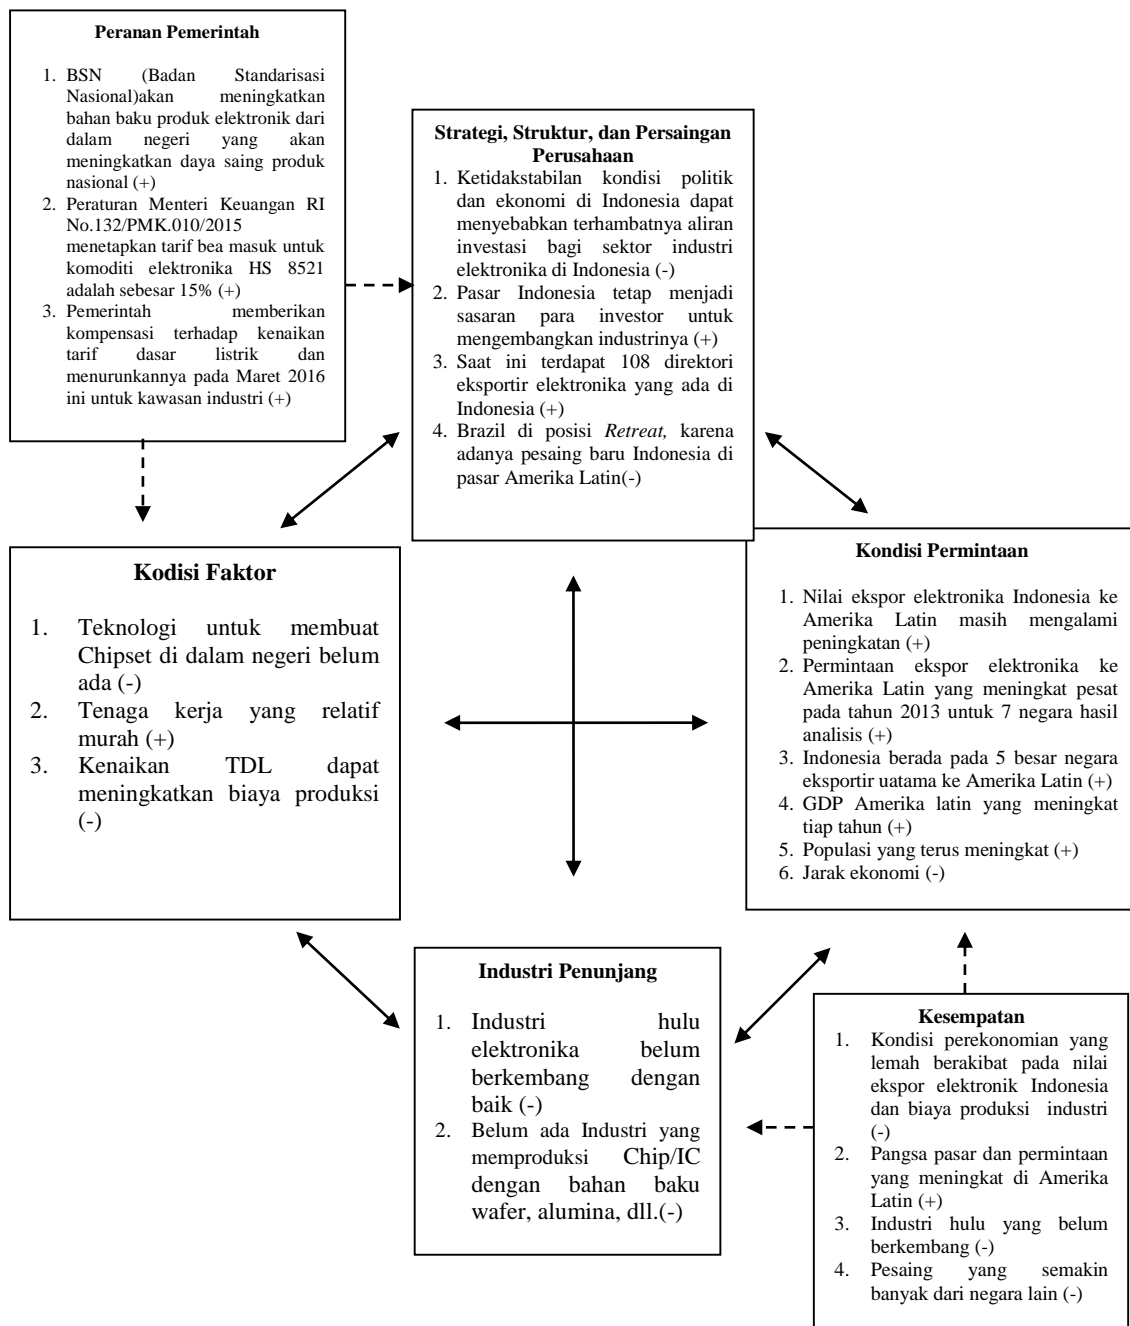 Peranan Pemerintah
1. BSN (Badan Standarisasi
Nasional)akan meningkatkan
bahan baku produk elektronik dari
dalam negeri yang akan
meningkatkan daya saing produk
nasional (+)
2. Peraturan Menteri Keuangan RI
No.132/PMK.010/2015
menetapkan tarif bea masuk untuk
komoditi elektronika HS 8521
adalah sebesar 15% (+)
3. Pemerintah memberikan
kompensasi terhadap kenaikan
tarif dasar listrik dan
menurunkannya pada Maret 2016
ini untuk kawasan industri (+)
Strategi, Struktur, dan Persaingan
Perusahaan
1. Ketidakstabilan kondisi politik
dan ekonomi di Indonesia dapat
menyebabkan terhambatnya aliran
investasi bagi sektor industri
elektronika di Indonesia (-)
2. Pasar Indonesia tetap menjadi
sasaran para investor untuk
mengembangkan industrinya (+)
3. Saat ini terdapat 108 direktori
eksportir elektronika yang ada di
Indonesia (+)
4. Brazil di posisi Retreat, karena
adanya pesaing baru Indonesia di
pasar Amerika Latin(-)
Kodisi Faktor
1. Teknologi untuk membuat
Chipset di dalam negeri belum
ada (-)
2. Tenaga kerja yang relatif
murah (+)
3. Kenaikan TDL dapat
meningkatkan biaya produksi
(-)
Kondisi Permintaan
1. Nilai ekspor elektronika Indonesia ke
Amerika Latin masih mengalami
peningkatan (+)
2. Permintaan ekspor elektronika ke
Amerika Latin yang meningkat pesat
pada tahun 2013 untuk 7 negara hasil
analisis (+)
3. Indonesia berada pada 5 besar negara
eksportir uatama ke Amerika Latin (+)
4. GDP Amerika latin yang meningkat
tiap tahun (+)
5. Populasi yang terus meningkat (+)
6. Jarak ekonomi (-)
Industri Penunjang
1. Industri hulu
elektronika belum
berkembang dengan
baik (-)
2. Belum ada Industri yang
memproduksi Chip/IC
dengan bahan baku
wafer, alumina, dll.(-)
Kesempatan
1. Kondisi perekonomian yang
lemah berakibat pada nilai
ekspor elektronik Indonesia
dan biaya produksi industri
(-)
2. Pangsa pasar dan permintaan
yang meningkat di Amerika
Latin (+)
3. Industri hulu yang belum
berkembang (-)
4. Pesaing yang semakin
banyak dari negara lain (-)